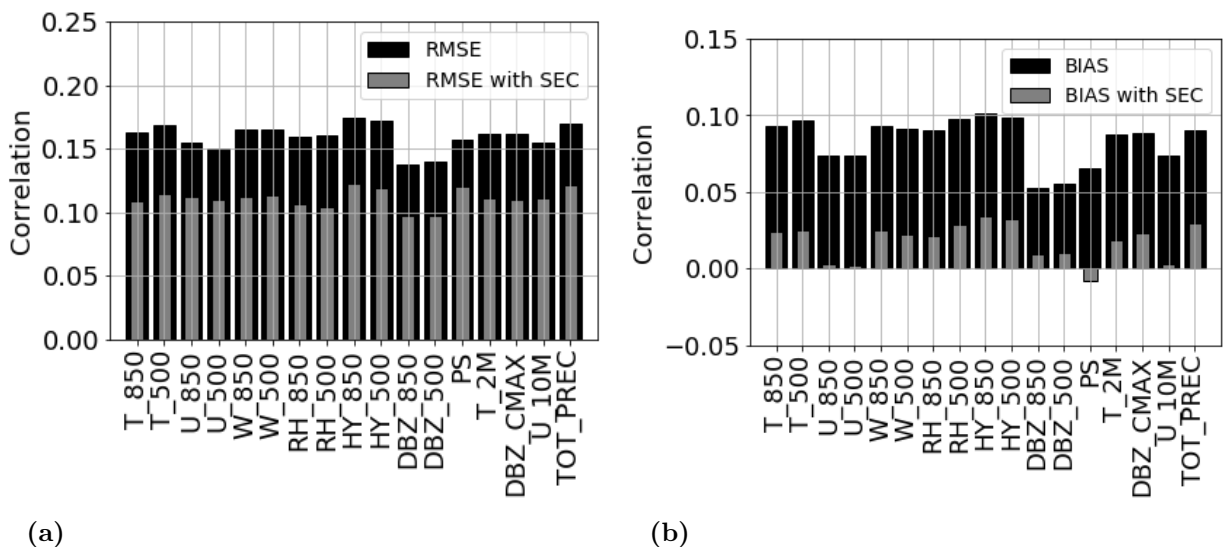 0.25
0.20
0.15
0.10
0.05
0.00
Correlation
RMSE
RMSE with SEC
T_850
T_500
U_850
U_500
W_850
W_500
RH_850
RH_500
HY_850
HY_500
DBZ_850
DBZ_500
PS
T_2M
DBZ_CMAX
U_10M
TOT_PREC
(a)
0.15
0.10
0.05
0.00
−0.05
Correlation
BIAS
BIAS with SEC
T_850
T_500
U_850
U_500
W_850
W_500
RH_850
RH_500
HY_850
HY_500
DBZ_850
DBZ_500
PS
T_2M
DBZ_CMAX
U_10M
TOT_PREC
(b)